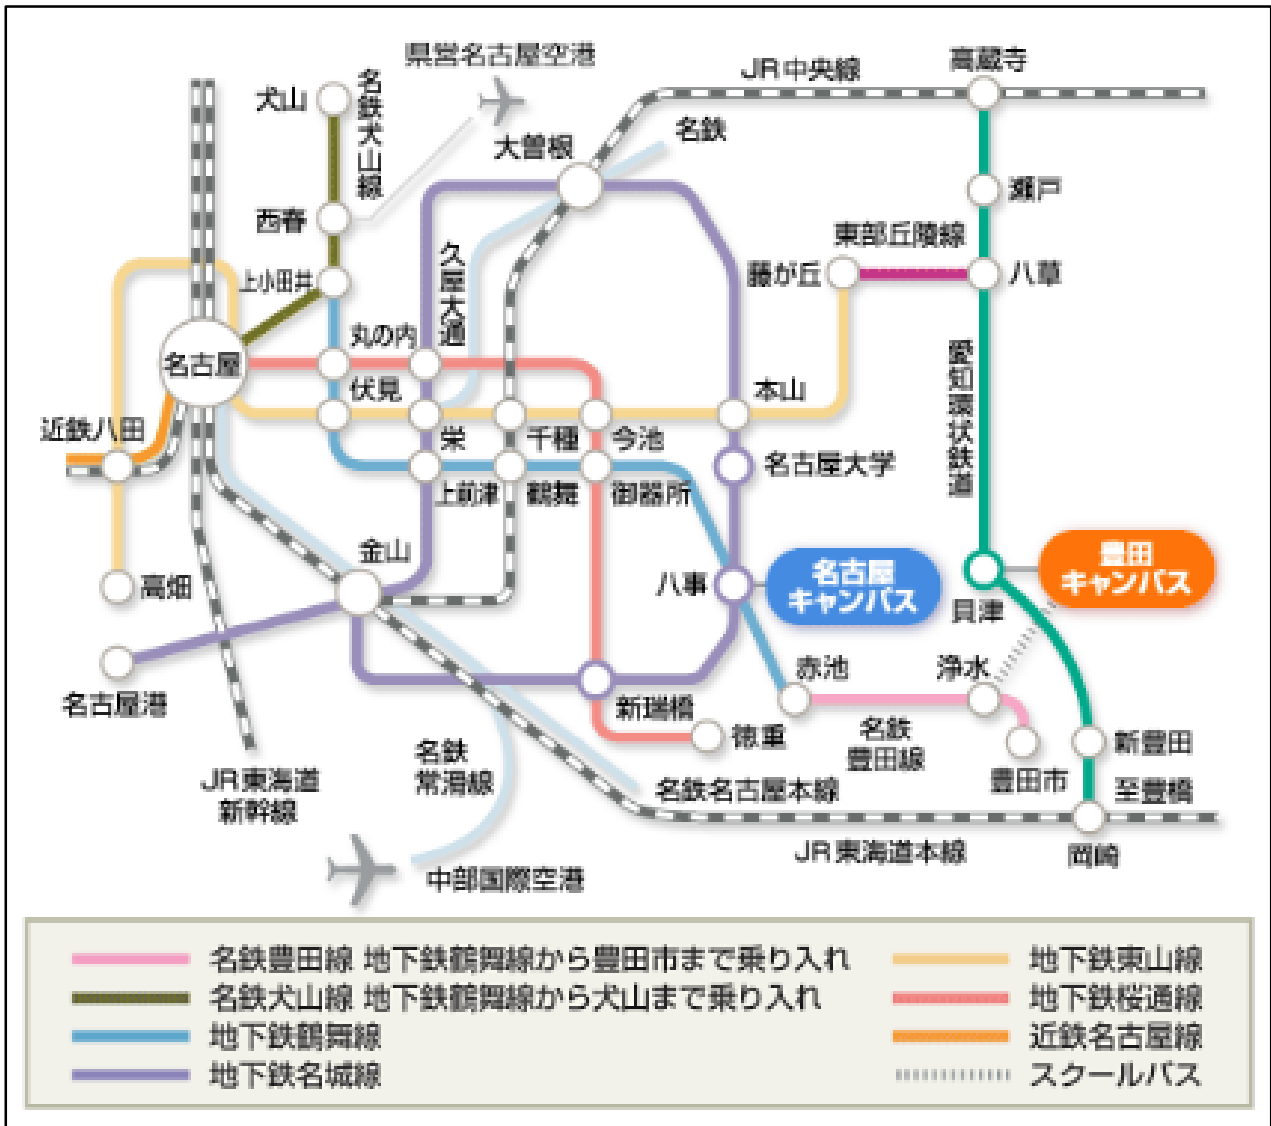 県営名古屋空港
JR中央線
高蔵寺
犬山
名鉄犬山線
大曽根
名鉄
瀬戸
西春
東部丘陵線
上小田井
久屋大通
藤が丘
八草
名古屋
丸の内
愛知環状鉄道
伏見
本山
近鉄八田
栄
千種
今池
名古屋大学
上前津
鶴舞
御器所
金山
高畑
八事
名古屋
キャンパス
豊田
キャンパス
貝津
名古屋港
赤池
浄水
新瑞橋
徳重
名鉄
豊田線
豊田市
新豊田
名鉄
常滑線
JR東海道
新幹線
名鉄名古屋本線
至豊橋
JR東海道本線
岡崎
中部国際空港
名鉄豊田線 地下鉄鶴舞線から豊田市まで乗り入れ
名鉄犬山線 地下鉄鶴舞線から犬山まで乗り入れ
地下鉄鶴舞線
地下鉄名城線
地下鉄東山線
地下鉄桜通線
近鉄名古屋線
スクールバス